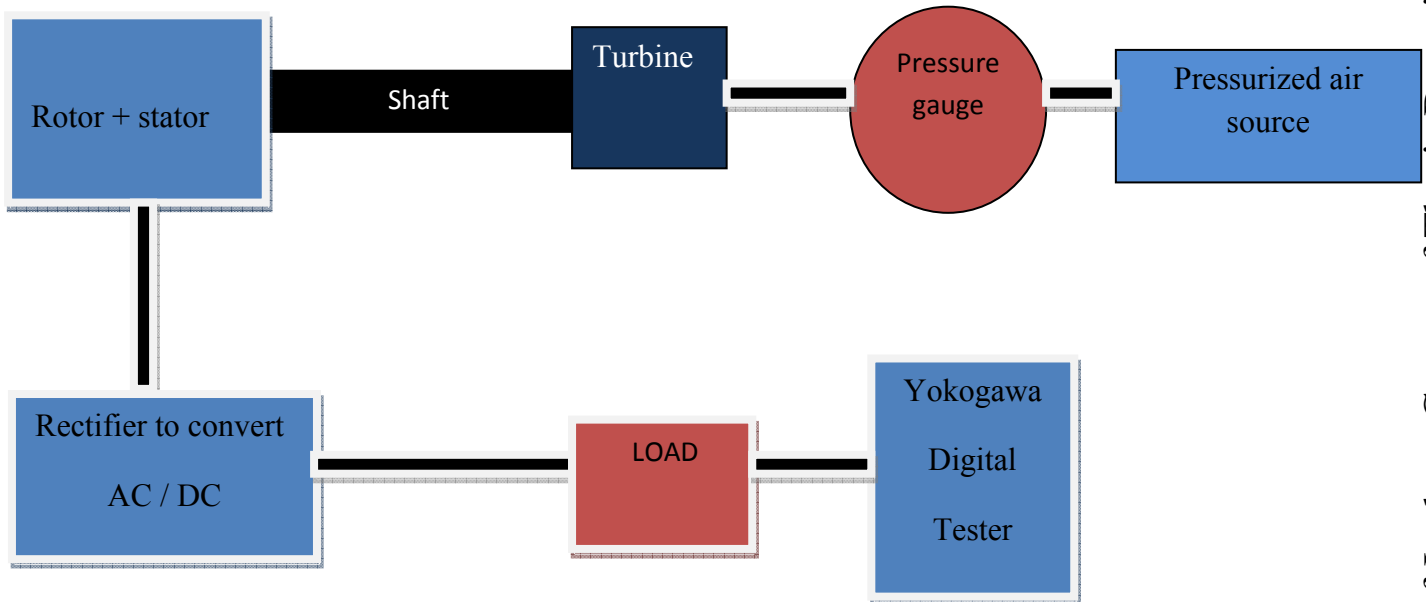 Rotor + stator
Shaft
Turbine
Pressure
gauge
Pressurized air
source
Rectifier to convert
AC / DC
LOAD
Yokogawa
Digital
Tester